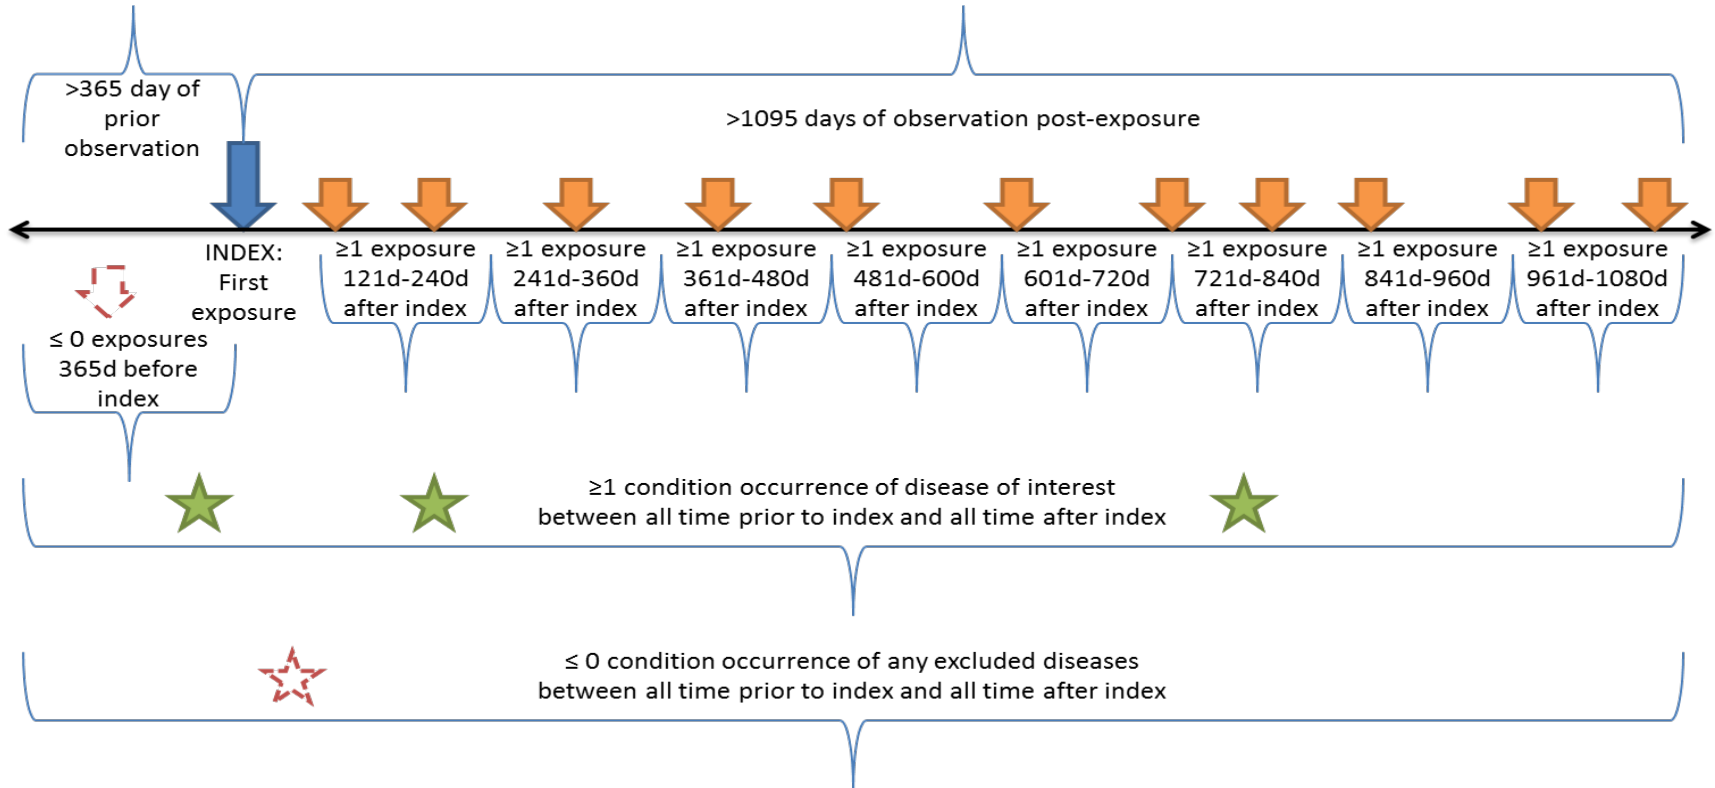 >365 day of
prior
observation
>1095 days of observation post-exposure
INDEX:
First
exposure
≥1 exposure
121d-240d
after index
≥1 exposure
241d-360d
after index
≥1 exposure
361d-480d
after index
≥1 exposure
481d-600d
after index
≥1 exposure
601d-720d
after index
≥1 exposure
721d-840d
after index
≥1 exposure
841d-960d
after index
≥1 exposure
961d-1080d
after index
≤ 0 exposures
365d before
index
≥1 condition occurrence of disease of interest
between all time prior to index and all time after index
≤ 0 condition occurrence of any excluded diseases
between all time prior to index and all time after index